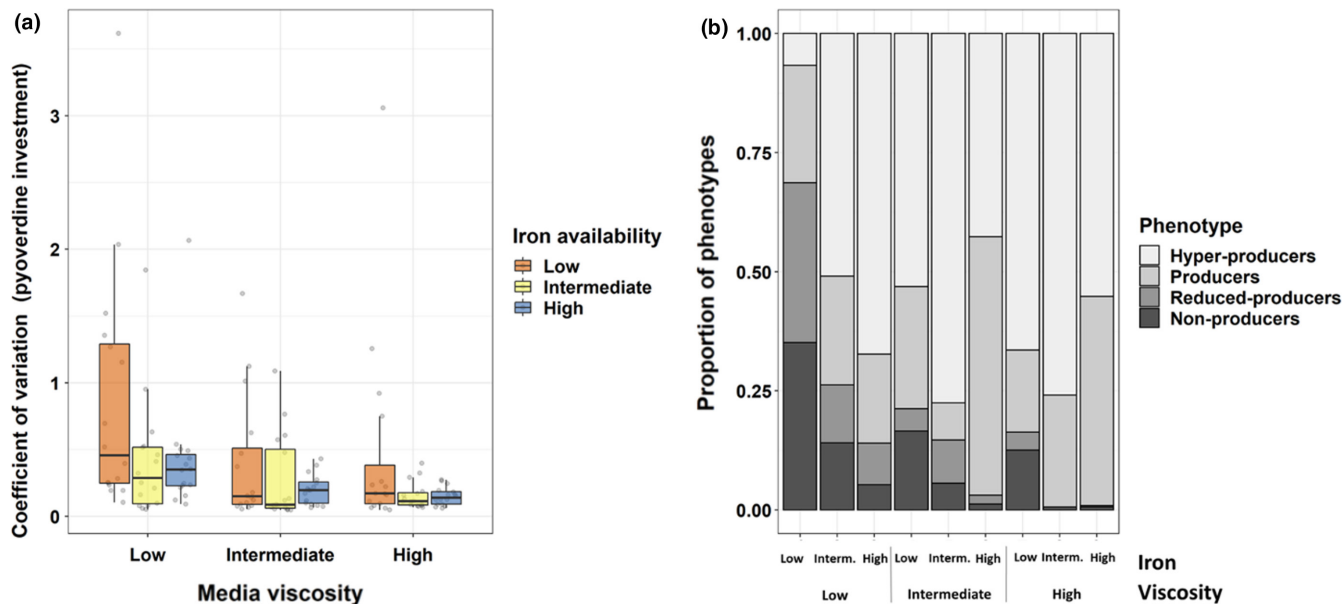 (a)
Coefficient of variation (pyoverdine investment)
3
2
1
0
Low
Intermediate
High
Media viscosity
Iron availability
Low
Intermediate
High
(b)
Proportion of phenotypes
1.00
0.75
0.50
0.25
0.00
Low Interm. High Low Interm. High Low Interm. High Iron
Low Intermediate High Viscosity
Phenotype
Hyper-producers
Producers
Reduced-producers
Non-producers